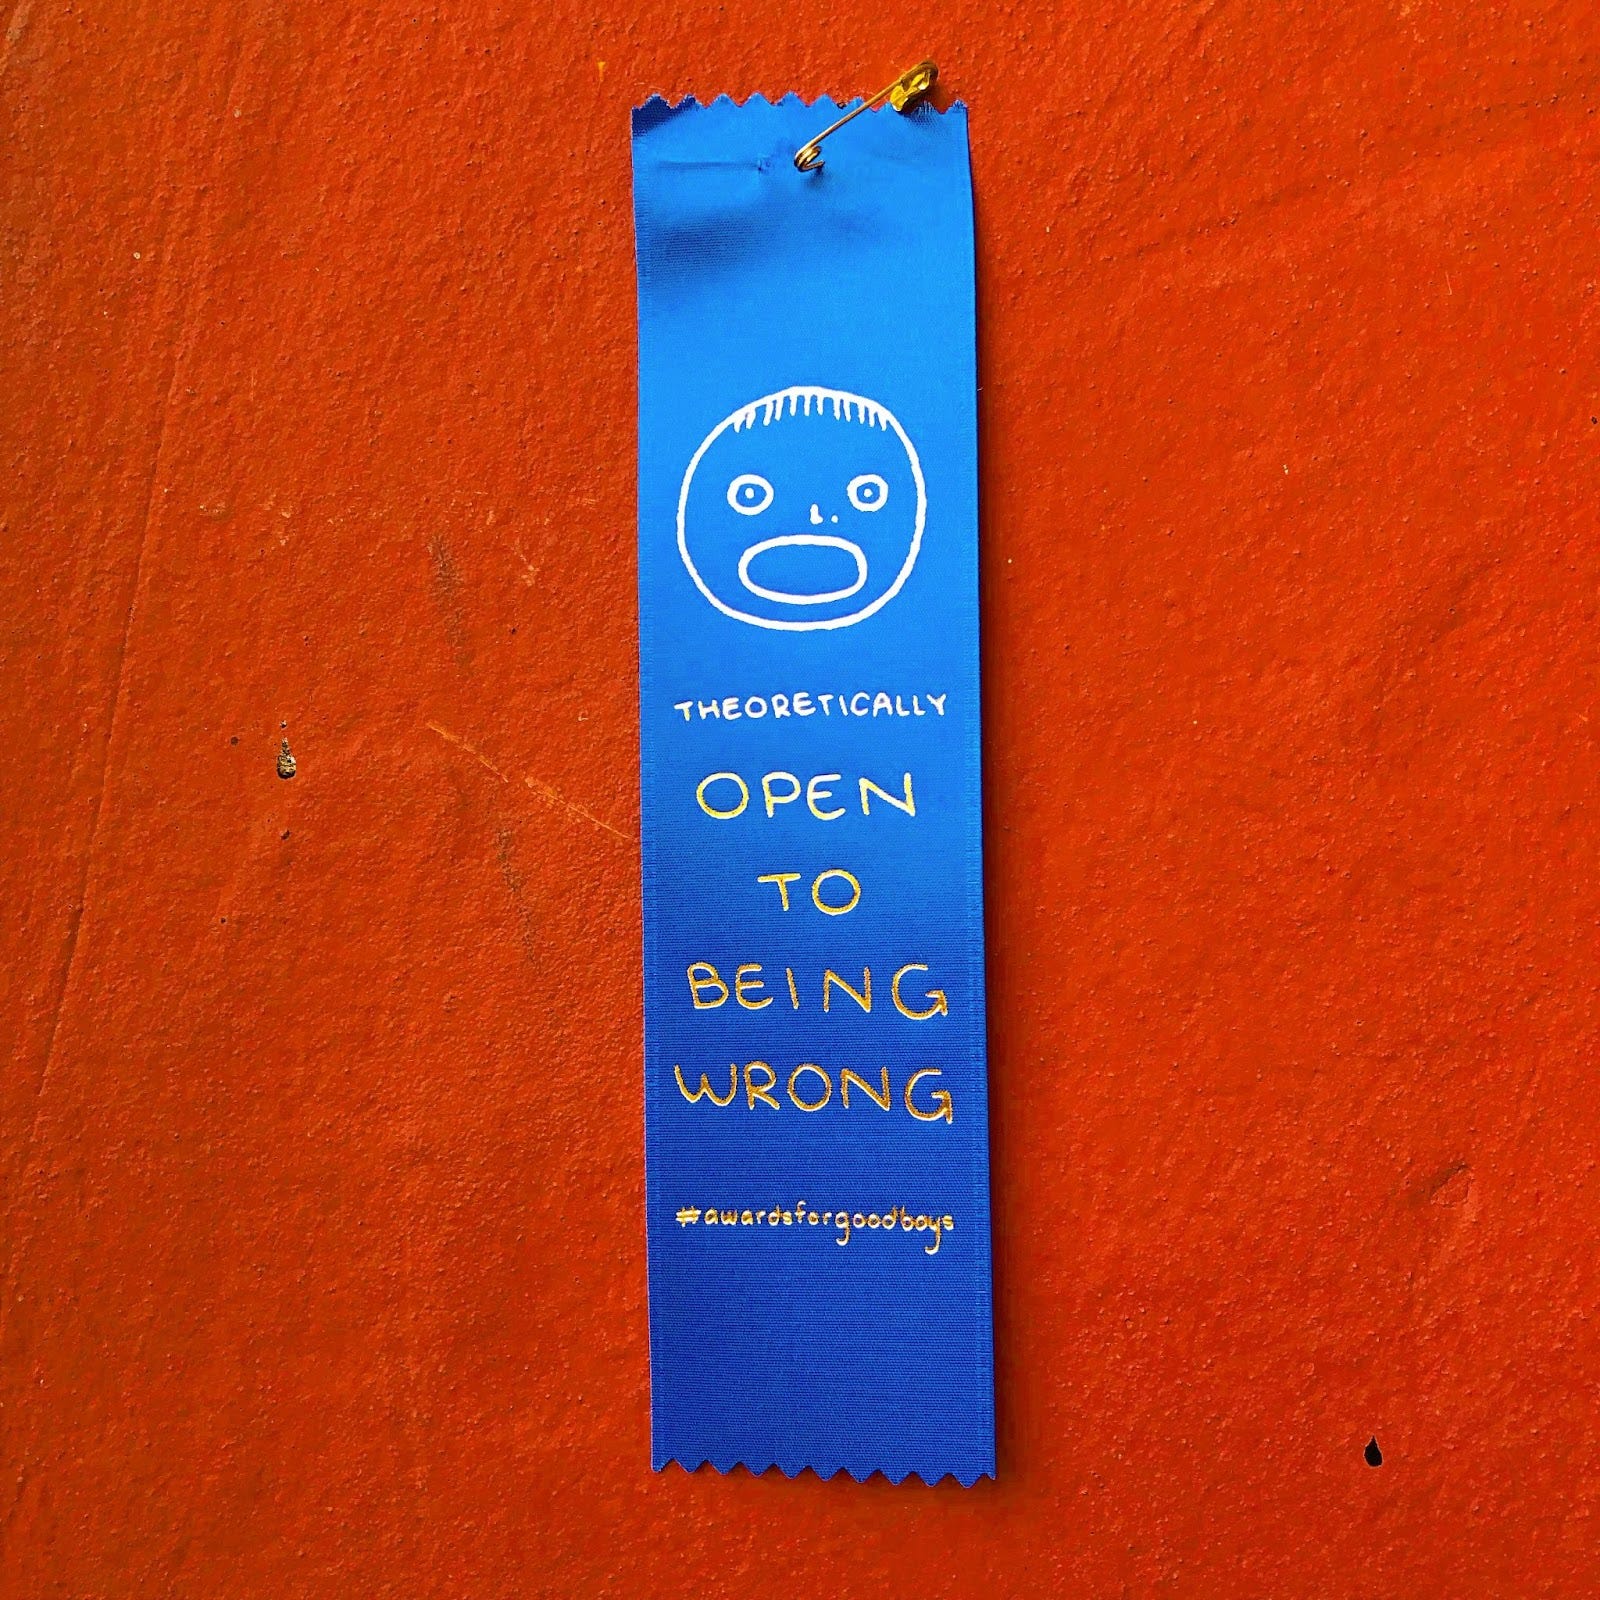 THEORETICALLY
OPEN
TO
BEING
WRONG
#awardsforgoodboys